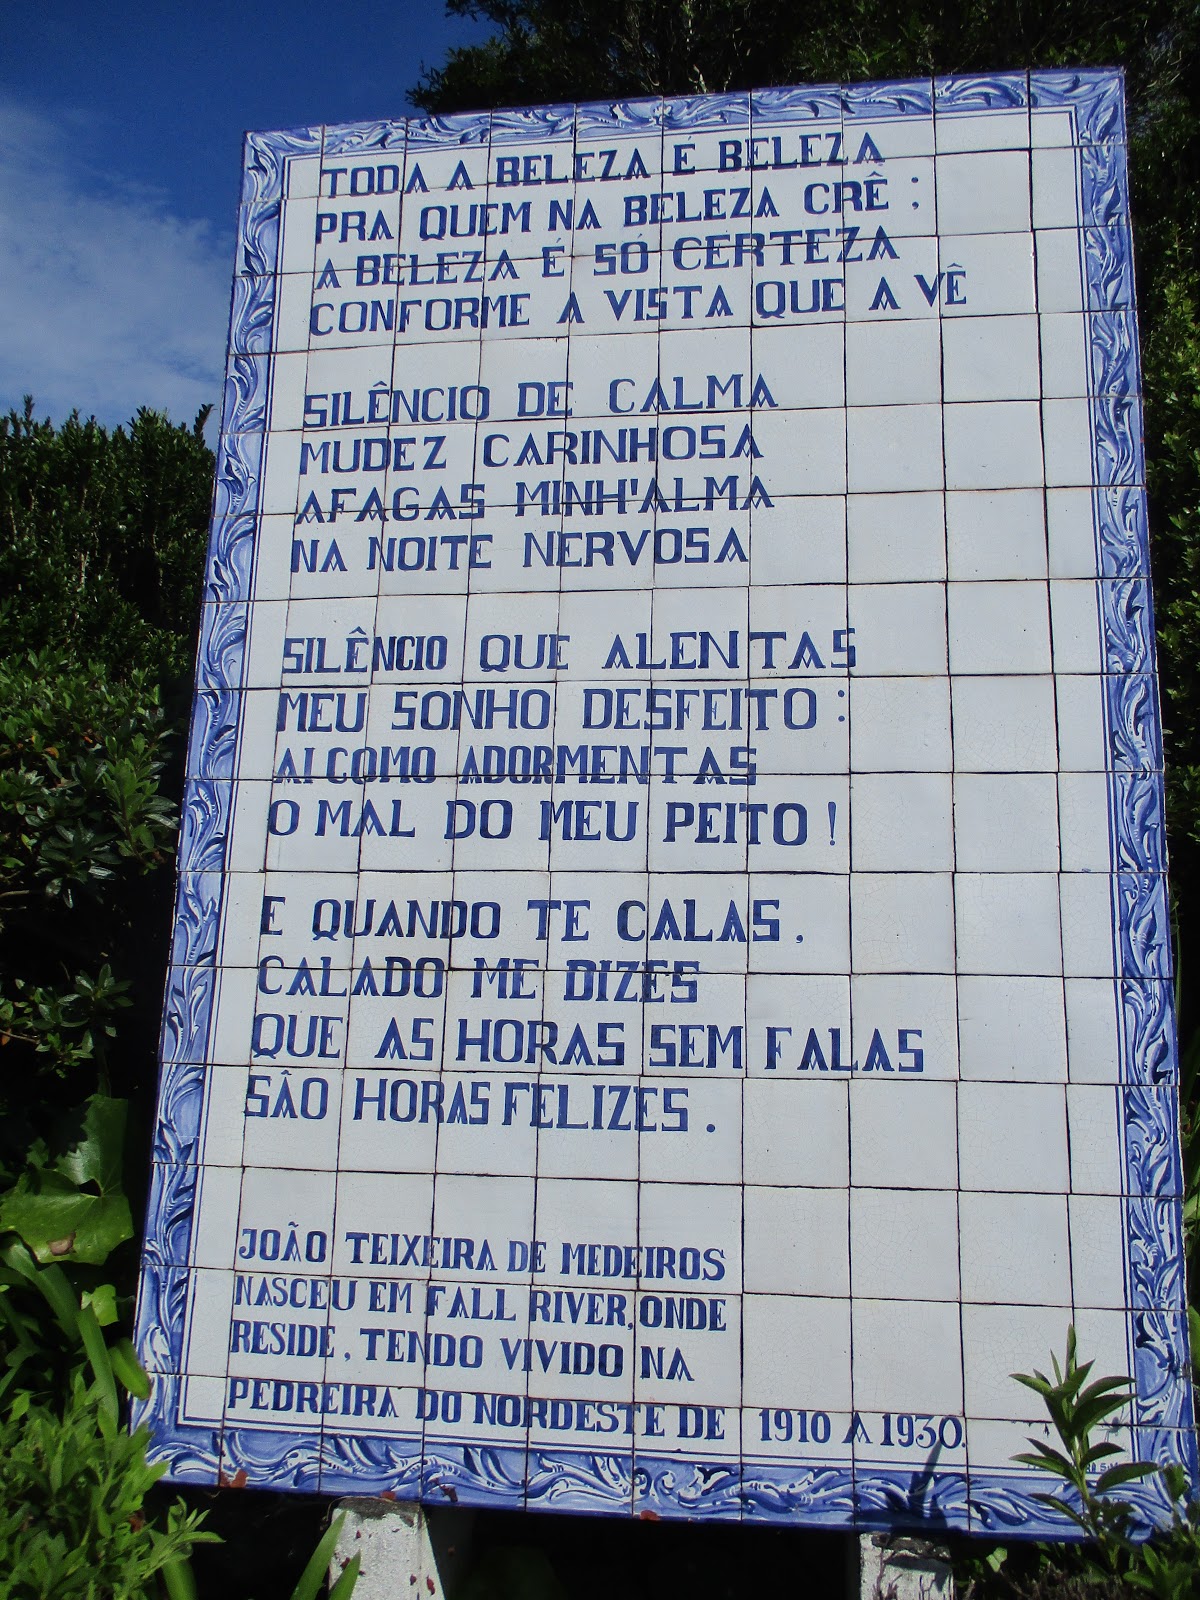 TODA A BELEZA É BELEZA
PRA QUEM NA BELEZA CRÊ ;
A BELEZA É SÓ CERTEZA
CONFORME A VISTA QUE A VÊ
SILÊNCIO DE CALMA
MUDEZ CARINHOSA
AFAGAS MINH'ALMA
NA NOITE NERVOSA
SILÊNCIO QUE ALENTAS
MEU SONHO DESFEITO :
AI COMO ADORMENTAS
O MAL DO MEU PEITO !
E QUANDO TE CALAS ,
CALADO ME DIZES
QUE AS HORAS SEM FALAS
SÂO HORAS FELIZES .
JOÃO TEIXEIRA DE MEDEIROS
NASCEU EM FALL RIVER, ONDE
RESIDE , TENDO VIVIDO NA
PEDREIRA DO NORDESTE DE 1910 A 1930.